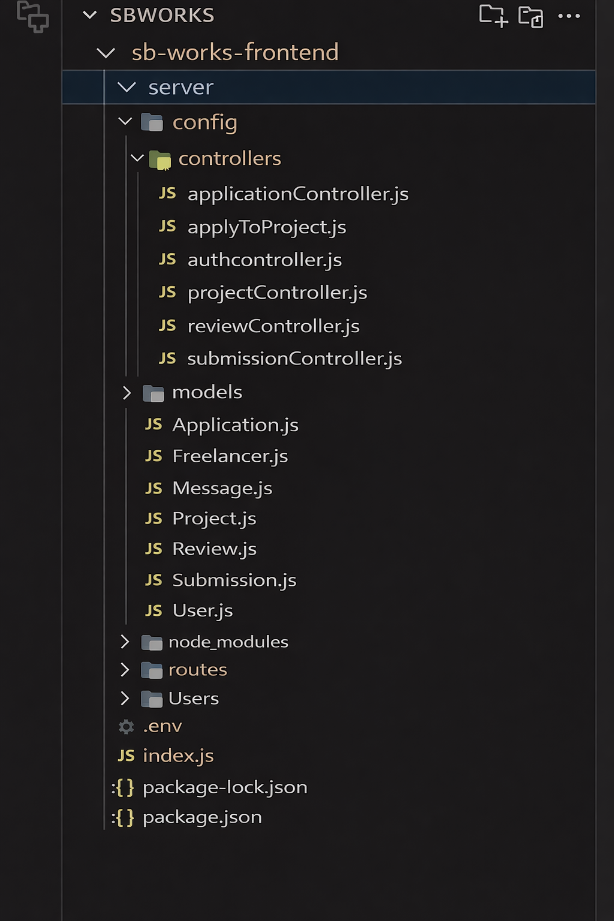 SBWORKS
sb-works-frontend
server
config
controllers
JS applicationController.js
JS applyToProject.js
JS authcontroller.js
JS projectController.js
JS reviewController.js
JS submissionController.js
models
JS Application.js
JS Freelancer.js
JS Message.js
JS Project.js
JS Review.js
JS Submission.js
JS User.js
node_modules
routes
Users
.env
JS index.js
:{} package-lock.json
:{} package.json